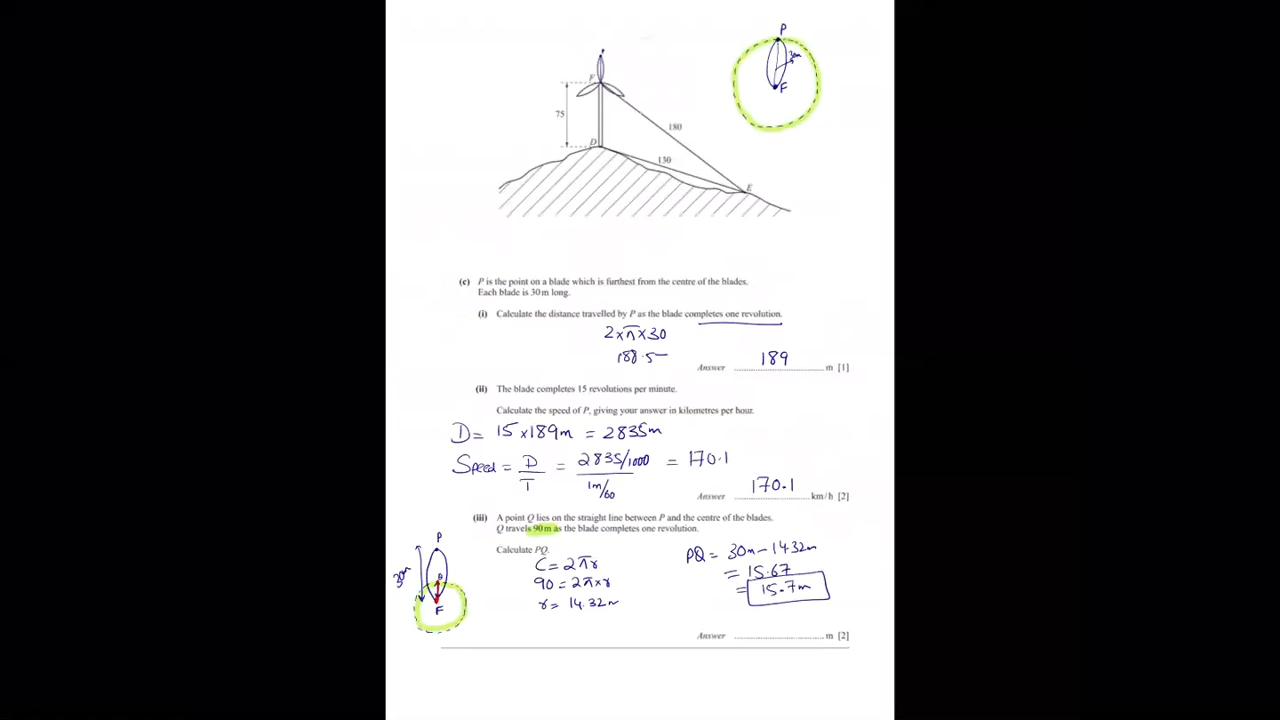 P
30m
F
P
F
75
180
D
130
E
(c) P is the point on a blade which is furthest from the centre of the blades.
Each blade is 30 m long.
(i) Calculate the distance travelled by P as the blade completes one revolution.
2×π×30
188.5
189
Answer ........ m [1]
(ii) The blade completes 15 revolutions per minute.
Calculate the speed of P, giving your answer in kilometres per hour.
D = 15×189m = 2835m
Speed = D/T = 2835/1000 / 1m/60 = 170.1
170.1
Answer ........ km/h [2]
(iii) A point Q lies on the straight line between P and the centre of the blades.
Q travels 90 m as the blade completes one revolution.
Calculate PQ.
P
30m
Q
F
C = 2πr
90 = 2π×r
r = 14.32m
PQ = 30m – 14.32m
= 15.67
= 15.7m
Answer ........ m [2]